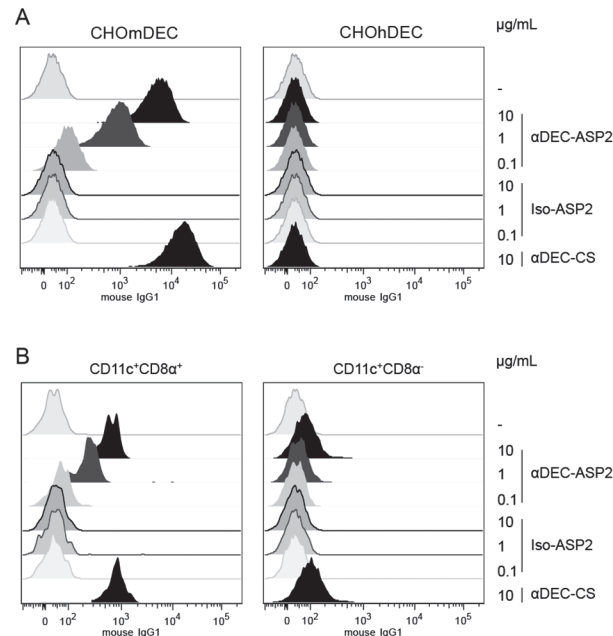 A
CHOmDEC CHOhDEC µg/mL
-
10
1 αDEC-ASP2
0.1
10
1 Iso-ASP2
0.1
10 αDEC-CS
0 10² 10³ 10⁴ 10⁵ 0 10² 10³ 10⁴ 10⁵
mouse IgG1 mouse IgG1
B
CD11c⁺CD8α⁺ CD11c⁺CD8α⁻ µg/mL
-
10
1 αDEC-ASP2
0.1
10
1 Iso-ASP2
0.1
10 αDEC-CS
0 10² 10³ 10⁴ 10⁵ 0 10² 10³ 10⁴ 10⁵
mouse IgG1 mouse IgG1